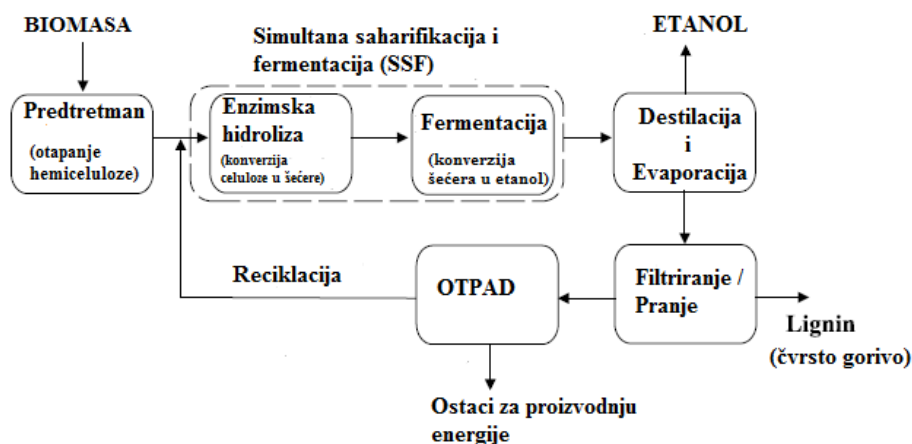 BIOMASA
Simultana saharifikacija i
fermentacija (SSF)
ETANOL
Predtretman
(otapanje
hemiceluloze)
Enzimska
hidroliza
(konverzija
celuloze u šećere)
Fermentacija
(konverzija
šećera u etanol)
Destilacija
i
Evaporacija
Reciklacija
OTPAD
Filtriranje /
Pranje
Lignin
(čvrsto gorivo)
Ostaci za proizvodnju
energije